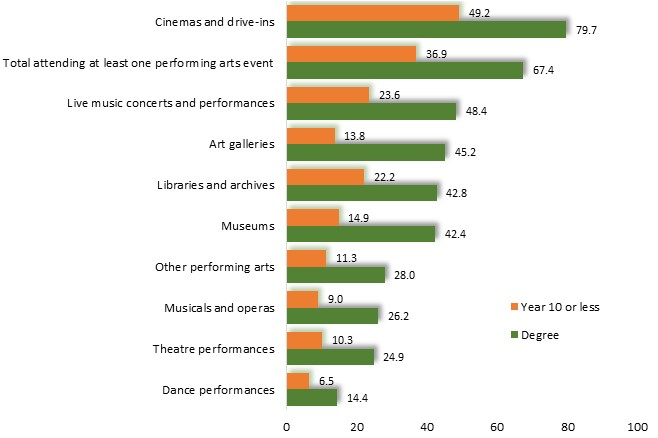 Cinemas and drive-ins 49.2
79.7
Total attending at least one performing arts event 36.9
67.4
Live music concerts and performances 23.6
48.4
Art galleries 13.8
45.2
Libraries and archives 22.2
42.8
Museums 14.9
42.4
Other performing arts 11.3
28.0
Musicals and operas 9.0
26.2
Theatre performances 10.3
24.9
Dance performances 6.5
14.4
Year 10 or less
Degree
0 20 40 60 80 100